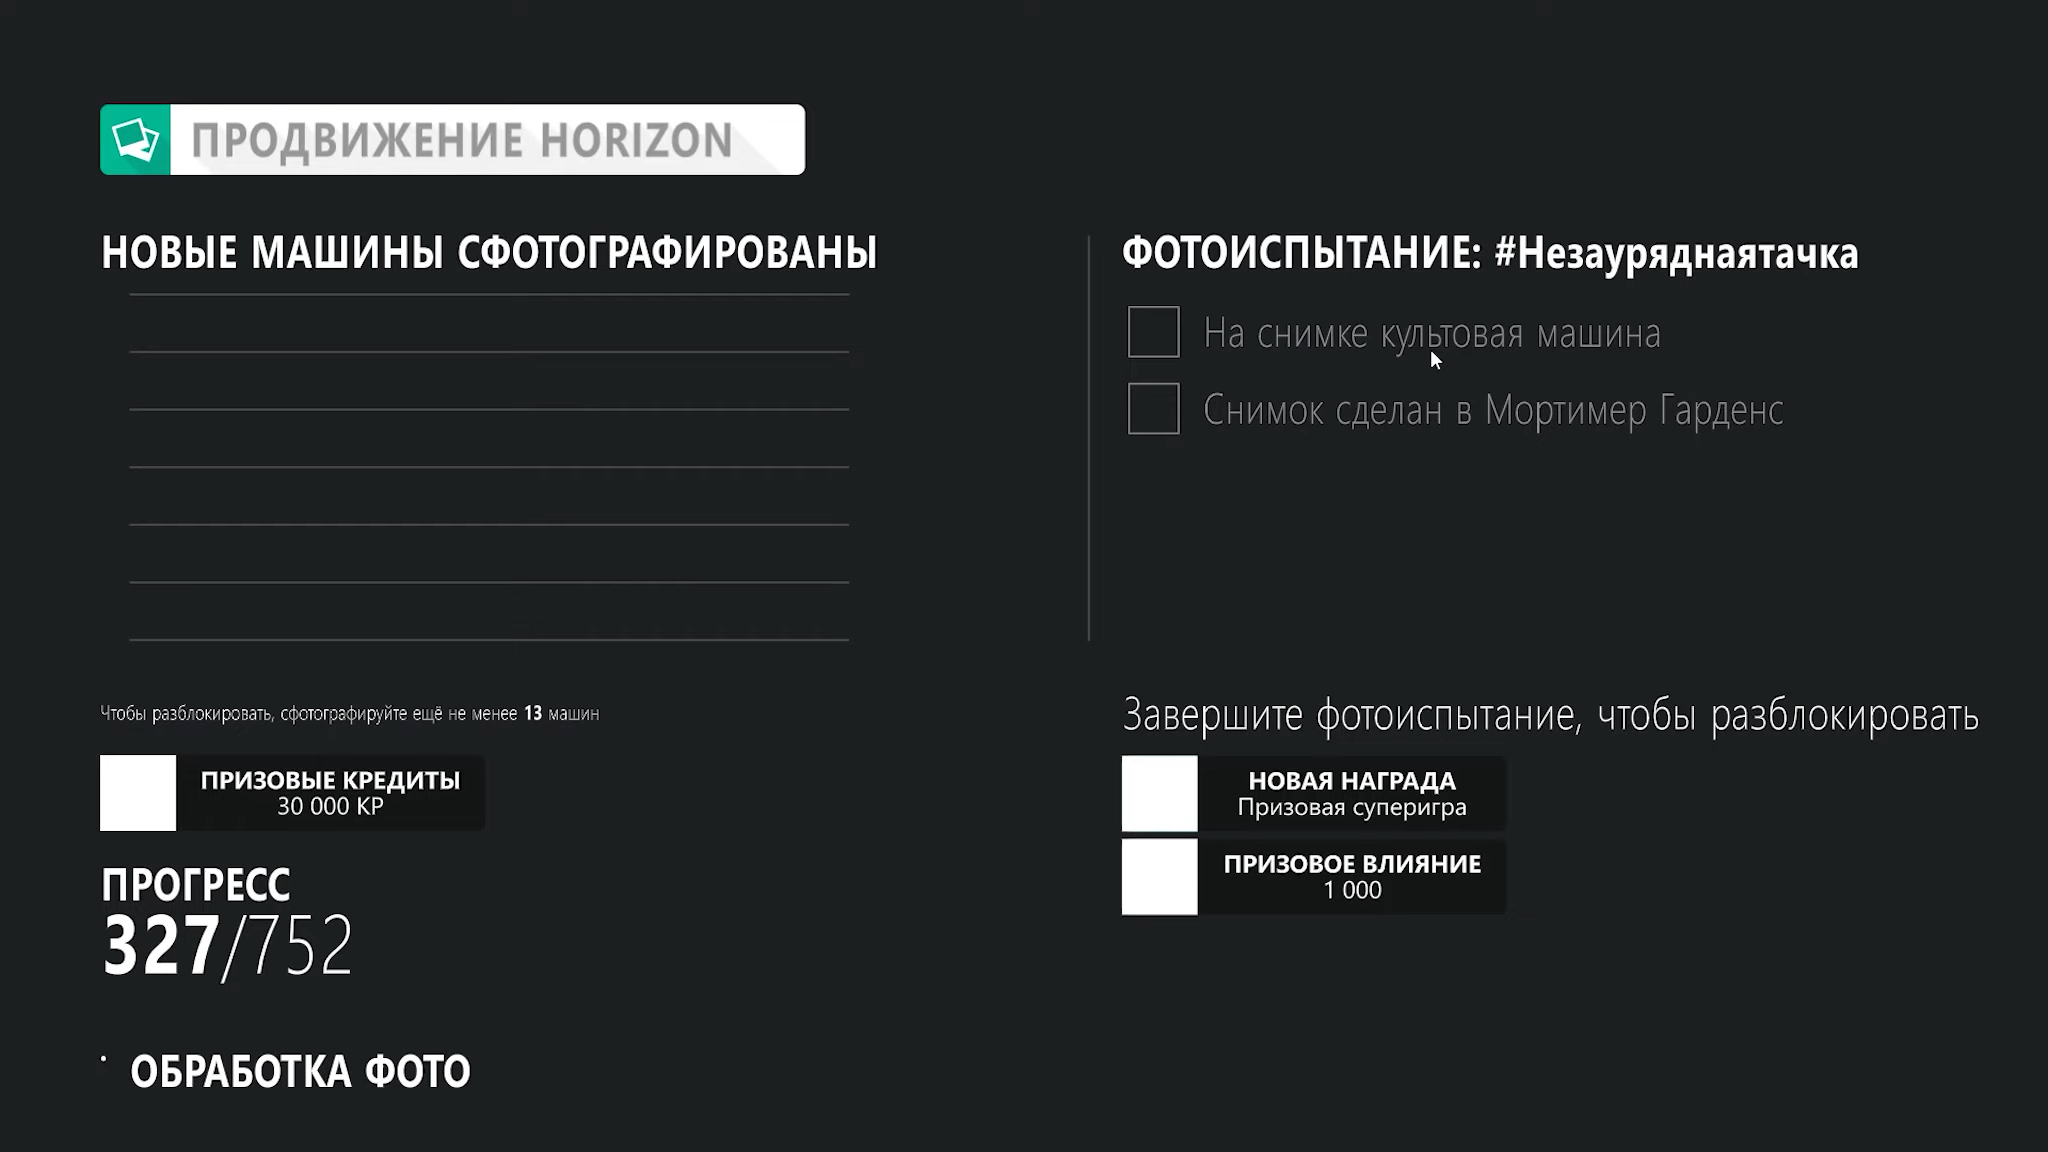 ПРОДВИЖЕНИЕ HORIZON
НОВЫЕ МАШИНЫ СФОТОГРАФИРОВАНЫ
Чтобы разблокировать, сфотографируйте ещё не менее 13 машин
ПРИЗОВЫЕ КРЕДИТЫ
30 000 КР
ПРОГРЕСС
327/752
ОБРАБОТКА ФОТО
ФОТОИСПЫТАНИЕ: #Незауряднаятачка
На снимке культовая машина
Снимок сделан в Мортимер Гарденс
Завершите фотоиспытание, чтобы разблокировать
НОВАЯ НАГРАДА
Призовая суперигра
ПРИЗОВОЕ ВЛИЯНИЕ
1 000